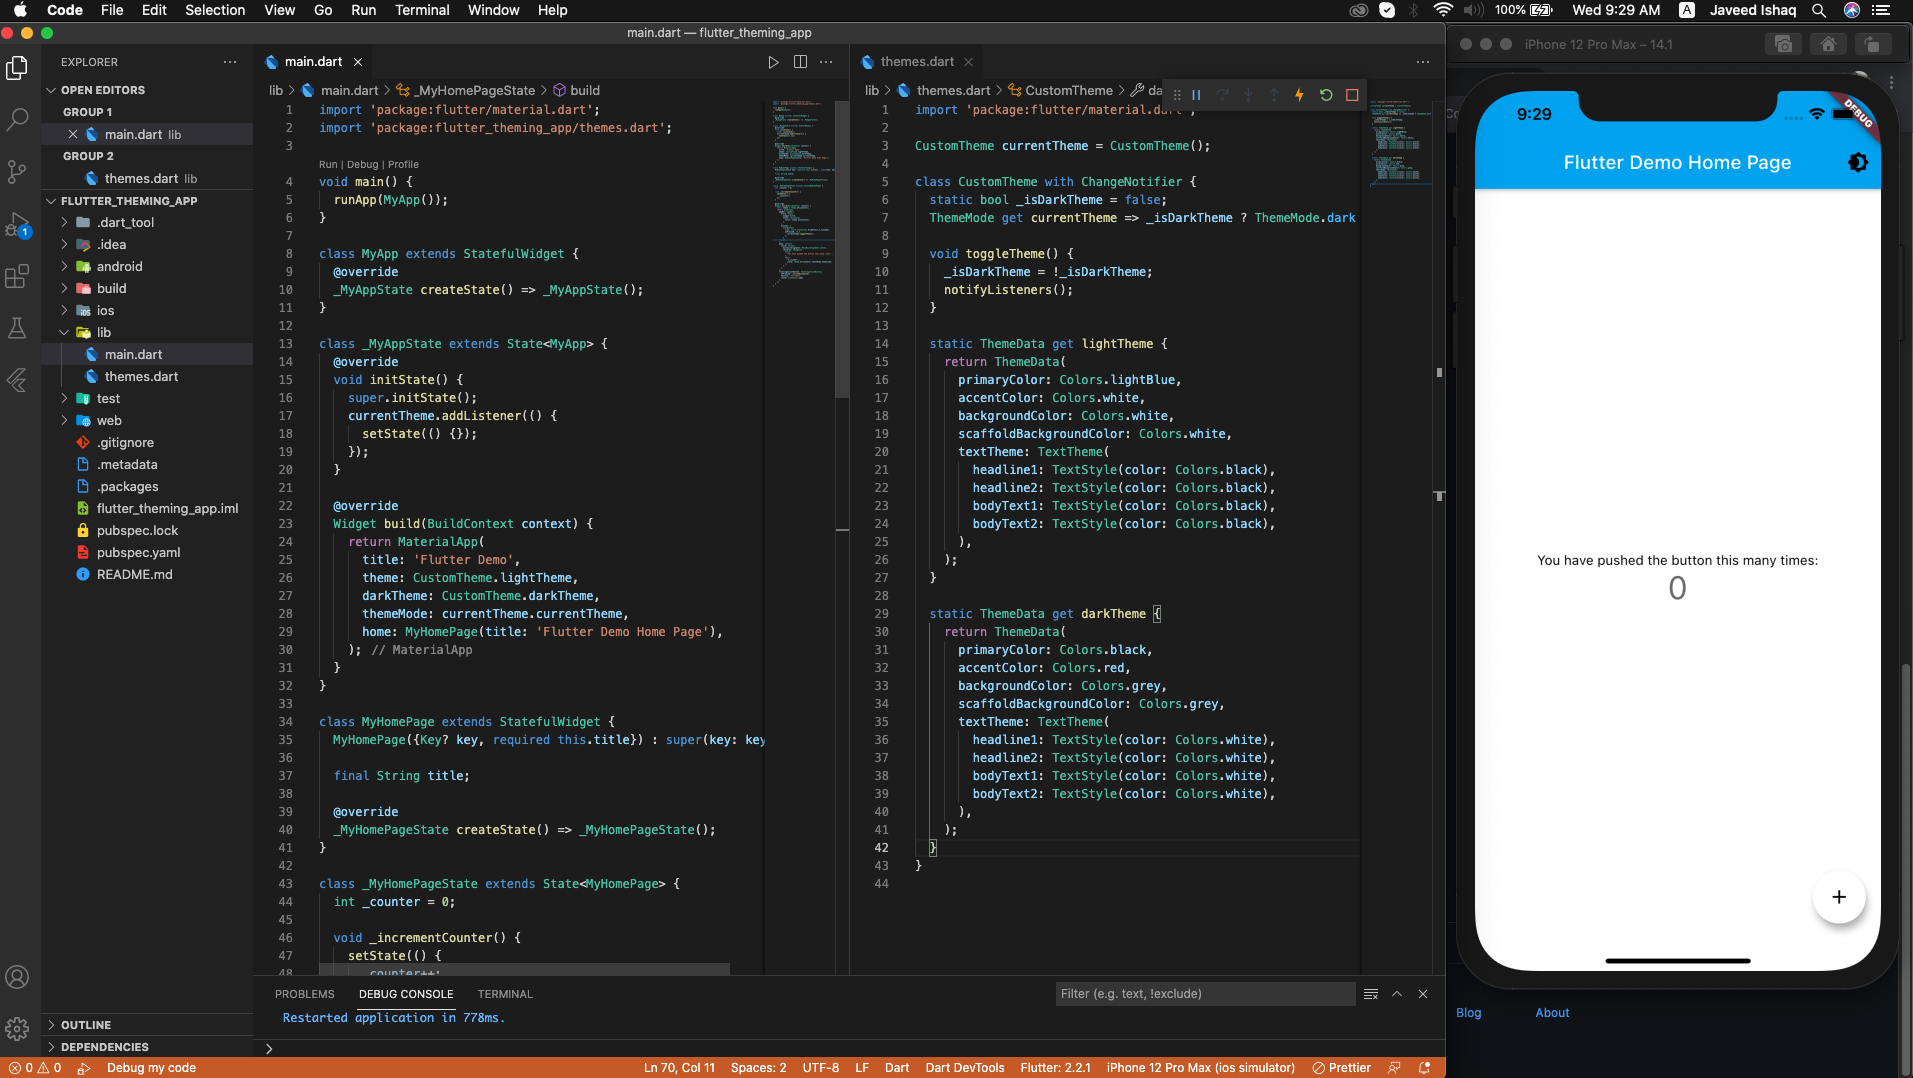 Code File Edit Selection View Go Run Terminal Window Help
100% Wed 9:29 AM A Javeed Ishaq
main.dart — flutter_theming_app
iPhone 12 Pro Max – 14.1
EXPLORER
OPEN EDITORS
GROUP 1
main.dart lib
GROUP 2
themes.dart lib
FLUTTER_THEMING_APP
.dart_tool
.idea
android
build
ios
lib
main.dart
themes.dart
test
web
.gitignore
.metadata
.packages
flutter_theming_app.iml
pubspec.lock
pubspec.yaml
README.md
OUTLINE
DEPENDENCIES
1
main.dart
lib > main.dart > _MyHomePageState > build
1 import 'package:flutter/material.dart';
2 import 'package:flutter_theming_app/themes.dart';
3
Run | Debug | Profile
4 void main() {
5 runApp(MyApp());
6 }
7
8 class MyApp extends StatefulWidget {
9 @override
10 _MyAppState createState() => _MyAppState();
11 }
12
13 class _MyAppState extends State<MyApp> {
14 @override
15 void initState() {
16 super.initState();
17 currentTheme.addListener(() {
18 setState(() {});
19 });
20 }
21
22 @override
23 Widget build(BuildContext context) {
24 return MaterialApp(
25 title: 'Flutter Demo',
26 theme: CustomTheme.lightTheme,
27 darkTheme: CustomTheme.darkTheme,
28 themeMode: currentTheme.currentTheme,
29 home: MyHomePage(title: 'Flutter Demo Home Page'),
30 ); // MaterialApp
31 }
32 }
33
34 class MyHomePage extends StatefulWidget {
35 MyHomePage({Key? key, required this.title}) : super(key: key
36
37 final String title;
38
39 @override
40 _MyHomePageState createState() => _MyHomePageState();
41 }
42
43 class _MyHomePageState extends State<MyHomePage> {
44 int _counter = 0;
45
46 void _incrementCounter() {
47 setState(() {
48 _counter++;
themes.dart
lib > themes.dart > CustomTheme > da
1 import 'package:flutter/material.dart';
2
3 CustomTheme currentTheme = CustomTheme();
4
5 class CustomTheme with ChangeNotifier {
6 static bool _isDarkTheme = false;
7 ThemeMode get currentTheme => _isDarkTheme ? ThemeMode.dark
8
9 void toggleTheme() {
10 _isDarkTheme = !_isDarkTheme;
11 notifyListeners();
12 }
13
14 static ThemeData get lightTheme {
15 return ThemeData(
16 primaryColor: Colors.lightBlue,
17 accentColor: Colors.white,
18 backgroundColor: Colors.white,
19 scaffoldBackgroundColor: Colors.white,
20 textTheme: TextTheme(
21 headline1: TextStyle(color: Colors.black),
22 headline2: TextStyle(color: Colors.black),
23 bodyText1: TextStyle(color: Colors.black),
24 bodyText2: TextStyle(color: Colors.black),
25 ),
26 );
27 }
28
29 static ThemeData get darkTheme {
30 return ThemeData(
31 primaryColor: Colors.black,
32 accentColor: Colors.red,
33 backgroundColor: Colors.grey,
34 scaffoldBackgroundColor: Colors.grey,
35 textTheme: TextTheme(
36 headline1: TextStyle(color: Colors.white),
37 headline2: TextStyle(color: Colors.white),
38 bodyText1: TextStyle(color: Colors.white),
39 bodyText2: TextStyle(color: Colors.white),
40 ),
41 );
42 }
43 }
44
PROBLEMS DEBUG CONSOLE TERMINAL Filter (e.g. text, !exclude)
Restarted application in 778ms.
0 0 Debug my code Ln 70, Col 11 Spaces: 2 UTF-8 LF Dart Dart DevTools Flutter: 2.2.1 iPhone 12 Pro Max (ios simulator) Prettier
9:29
DEBUG
Flutter Demo Home Page
You have pushed the button this many times:
0
+
Blog About